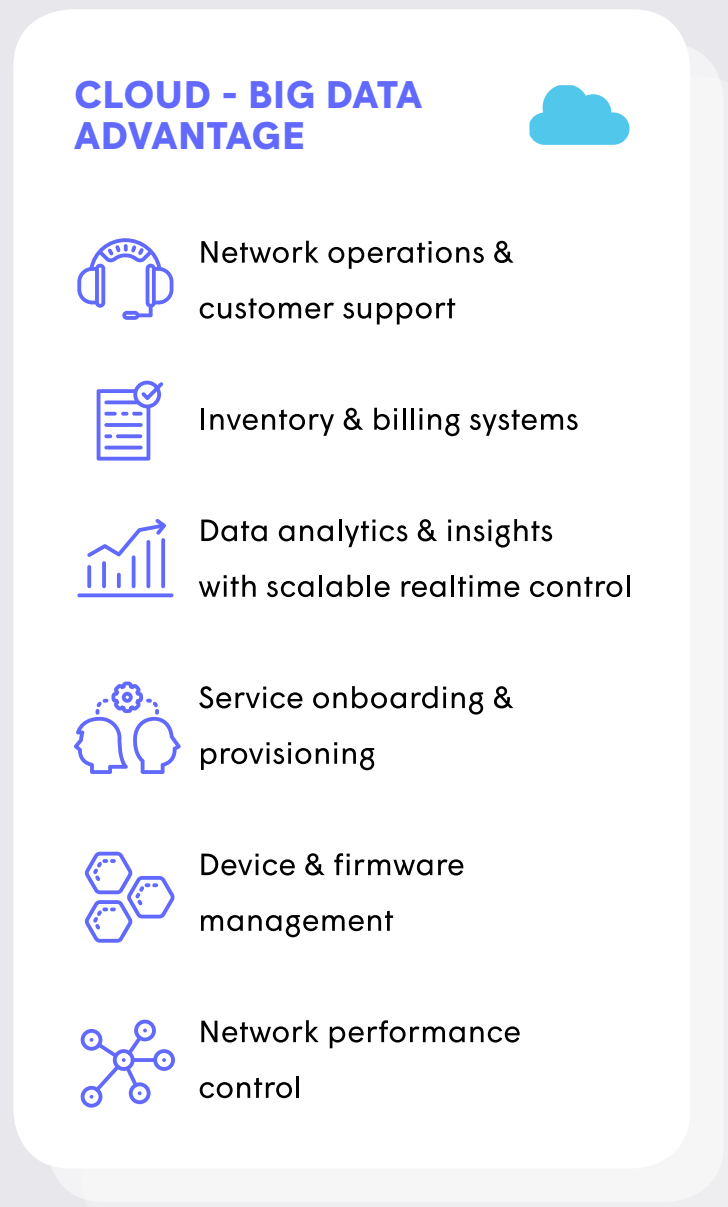 CLOUD - BIG DATA
ADVANTAGE
Network operations &
customer support
Inventory & billing systems
Data analytics & insights
with scalable realtime control
Service onboarding &
provisioning
Device & firmware
management
Network performance
control